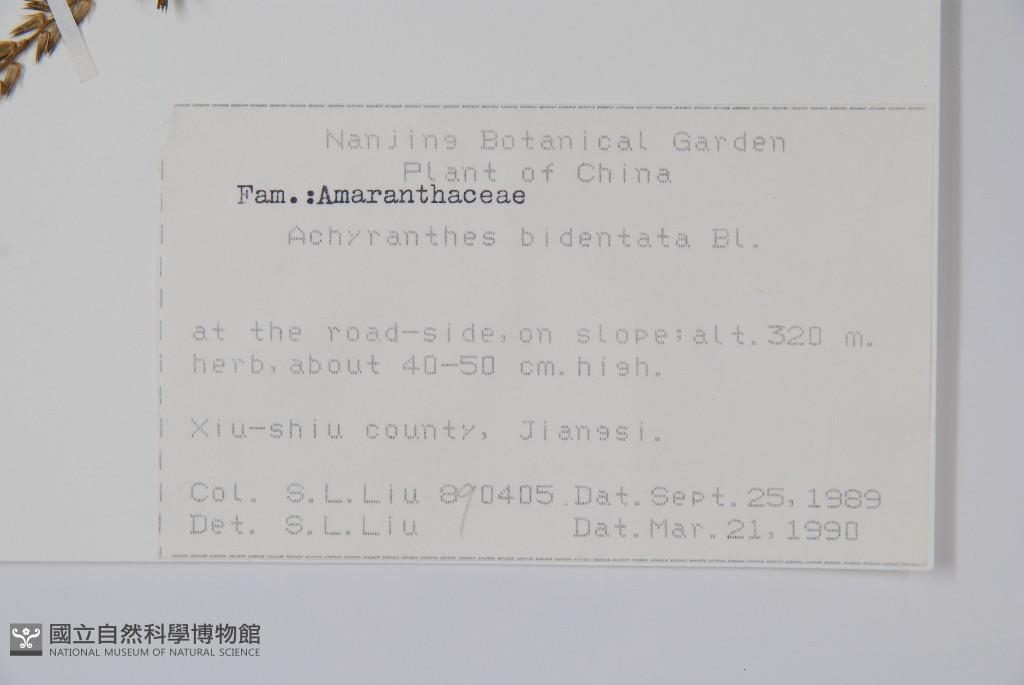 Nanjing Botanical Garden
Plant of China
Fam.:Amaranthaceae
Achyranthes bidentata Bl.
at the road-side, on slope; alt. 320 m.
herb, about 40-50 cm. high.
Xiu-shiu county, Jiangsi.
Col. S.L.Liu 890405 Dat. Sept. 25, 1989
Det. S.L.Liu Dat. Mar. 21, 1990
國立自然科學博物館
NATIONAL MUSEUM OF NATURAL SCIENCE